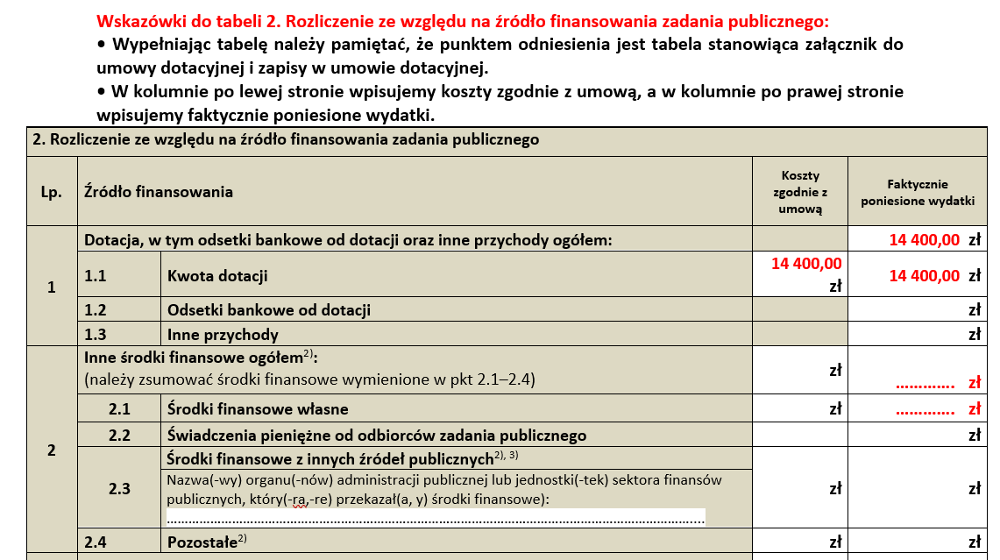 Wskazówki do tabeli 2. Rozliczenie ze względu na źródło finansowania zadania publicznego:
• Wypełniając tabelę należy pamiętać, że punktem odniesienia jest tabela stanowiąca załącznik do
umowy dotacyjnej i zapisy w umowie dotacyjnej.
• W kolumnie po lewej stronie wpisujemy koszty zgodnie z umową, a w kolumnie po prawej stronie
wpisujemy faktycznie poniesione wydatki.
2. Rozliczenie ze względu na źródło finansowania zadania publicznego
Lp.
Źródło finansowania
Koszty
zgodnie z
umową
Faktycznie
poniesione wydatki
1
Dotacja, w tym odsetki bankowe od dotacji oraz inne przychody ogółem:
14 400,00 zł
1.1
Kwota dotacji
14 400,00
zł
14 400,00 zł
1.2
Odsetki bankowe od dotacji
zł
1.3
Inne przychody
zł
2
Inne środki finansowe ogółem2):
(należy zsumować środki finansowe wymienione w pkt 2.1–2.4)
zł
…………. zł
2.1
Środki finansowe własne
zł
…………. zł
2.2
Świadczenia pieniężne od odbiorców zadania publicznego
zł
2.3
Środki finansowe z innych źródeł publicznych2), 3)
Nazwa(-wy) organu(-nów) administracji publicznej lub jednostki(-tek) sektora finansów
publicznych, który(-ra,-re) przekazał(a, y) środki finansowe):
……………………………………………………………………………………………………………...
zł
zł
2.4
Pozostałe2)
zł
zł